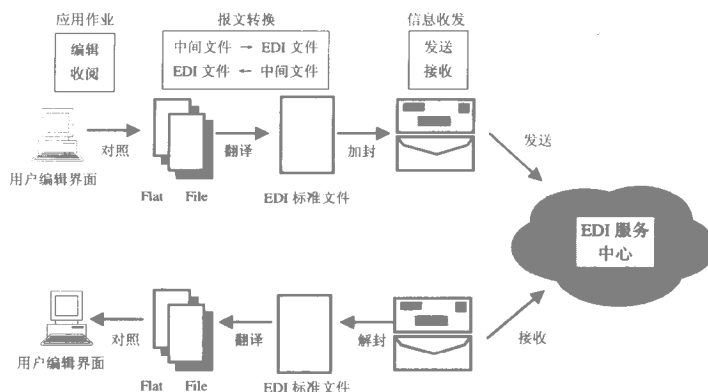 应用作业
报文转换
信息收发
编辑
收阅
中间文件 → EDI 文件
EDI 文件 ← 中间文件
发送
接收
对照
翻译
加封
发送
用户编辑界面
Flat File
EDI 标准文件
EDI 服务
中心
对照
翻译
解封
接收
用户编辑界面
Flat File
EDI 标准文件